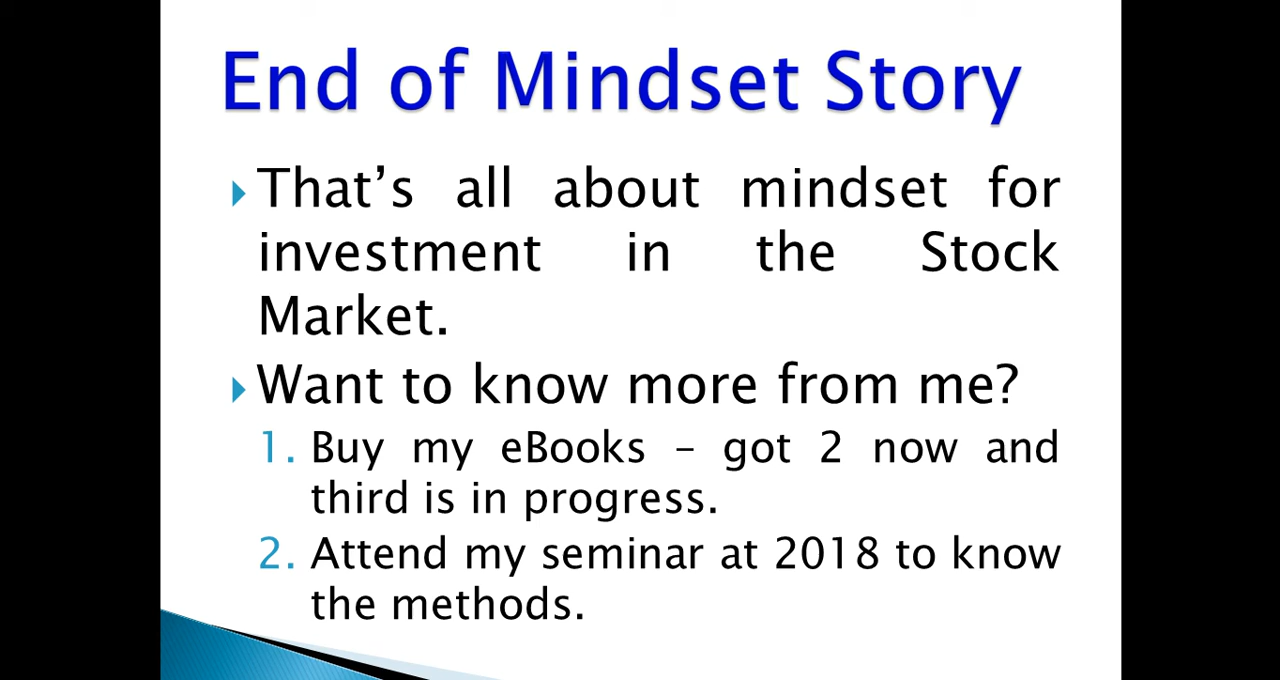 End of Mindset Story
That’s all about mindset for
investment in the Stock
Market.
Want to know more from me?
1. Buy my eBooks – got 2 now and
third is in progress.
2. Attend my seminar at 2018 to know
the methods.